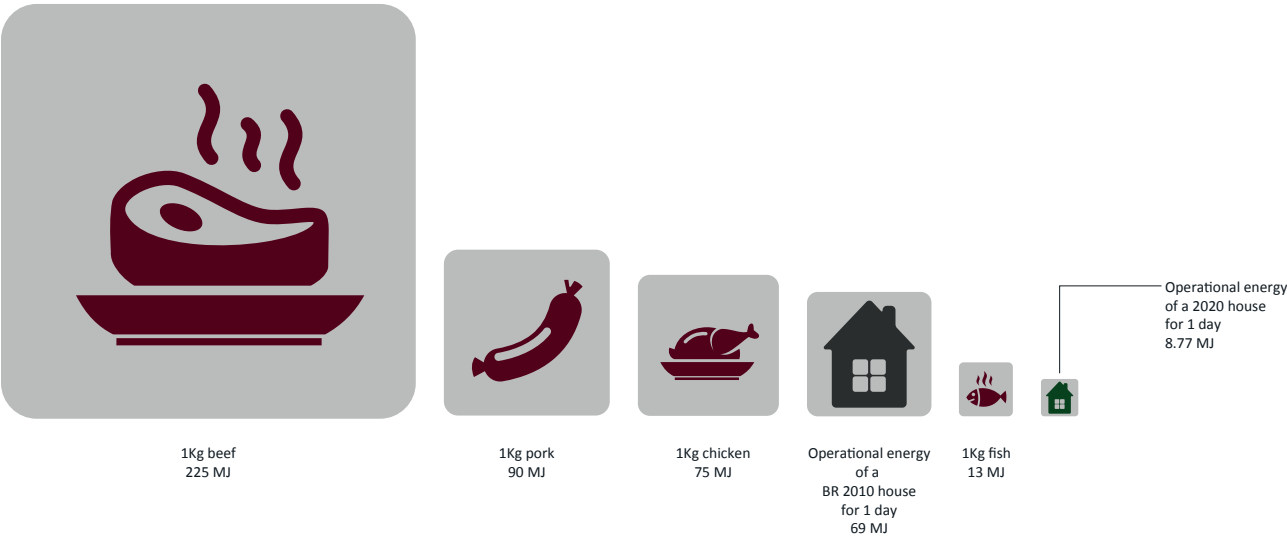 1Kg beef
225 MJ
1Kg pork
90 MJ
1Kg chicken
75 MJ
Operational energy
of a
BR 2010 house
for 1 day
69 MJ
1Kg fish
13 MJ
Operational energy
of a 2020 house
for 1 day
8.77 MJ